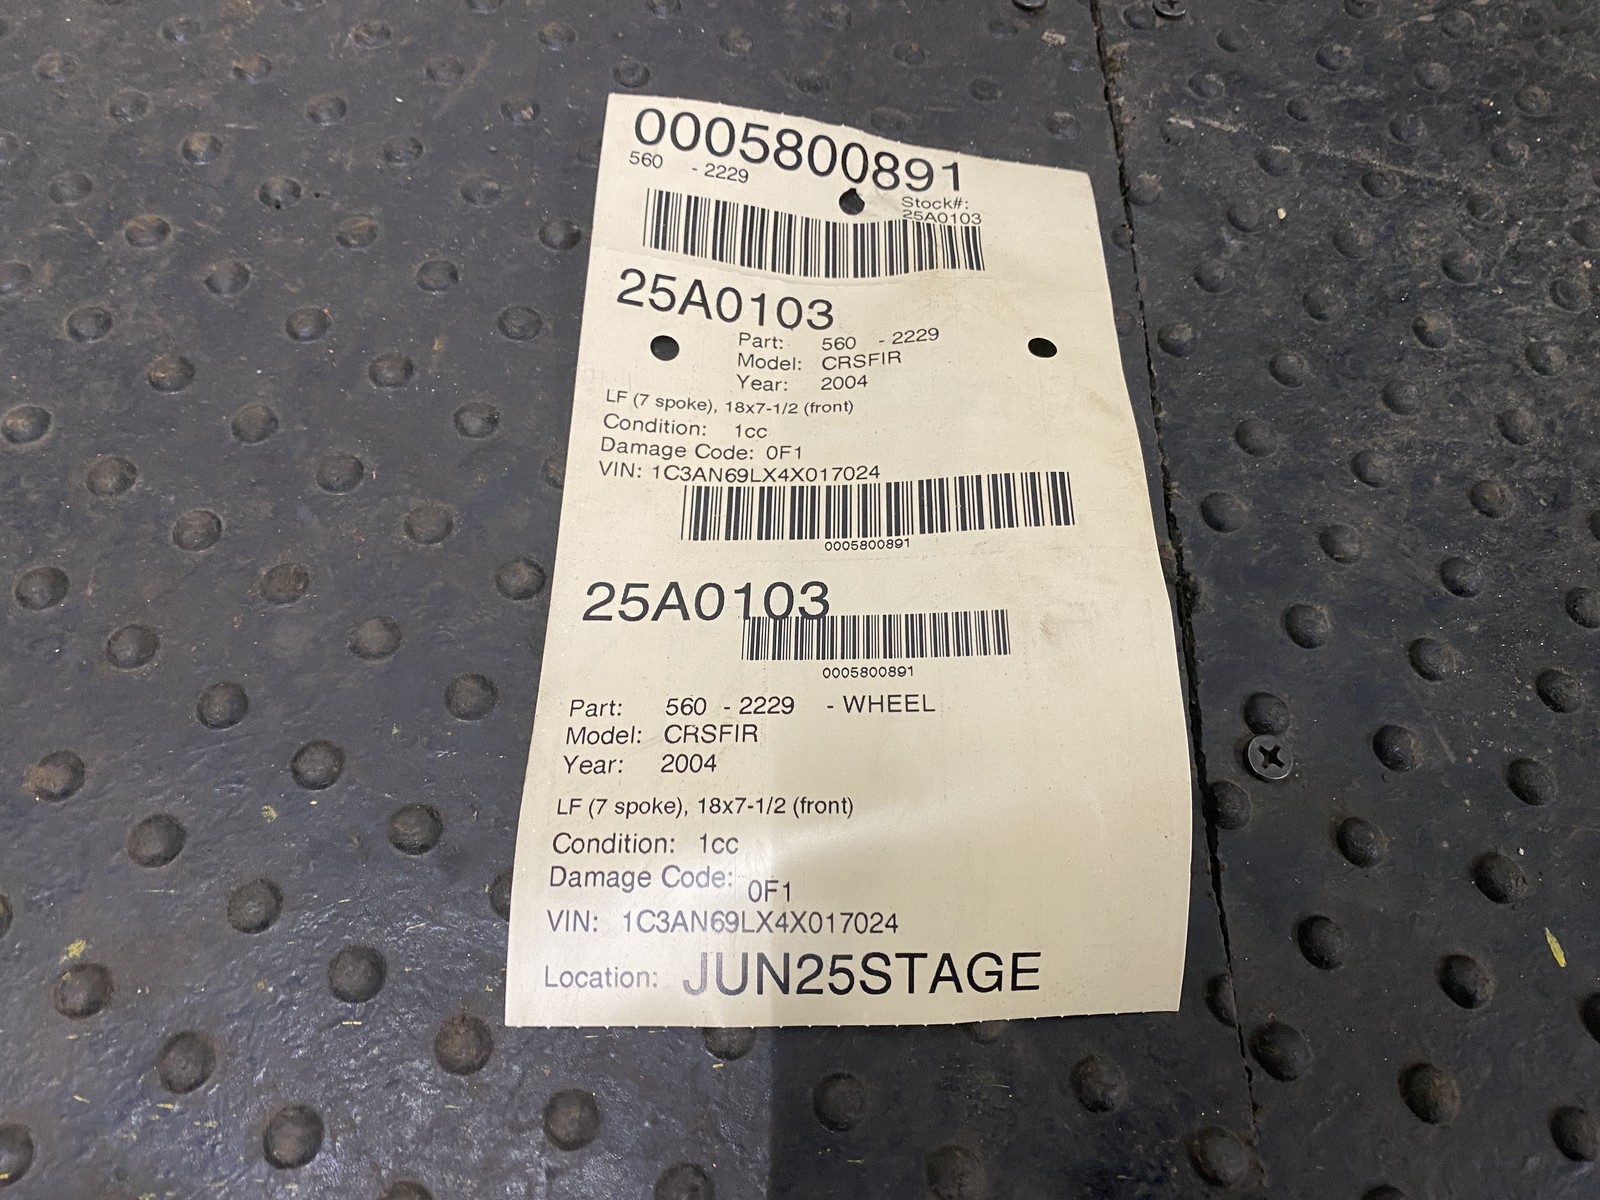 0005800891
560 - 2229
Stock#:
25A0103
25A0103
Part: 560 - 2229
Model: CRSFIR
Year: 2004
LF (7 spoke), 18x7-1/2 (front)
Condition: 1cc
Damage Code: 0F1
VIN: 1C3AN69LX4X017024
0005800891
25A0103
0005800891
Part: 560 - 2229 - WHEEL
Model: CRSFIR
Year: 2004
LF (7 spoke), 18x7-1/2 (front)
Condition: 1cc
Damage Code: 0F1
VIN: 1C3AN69LX4X017024
Location: JUN25STAGE